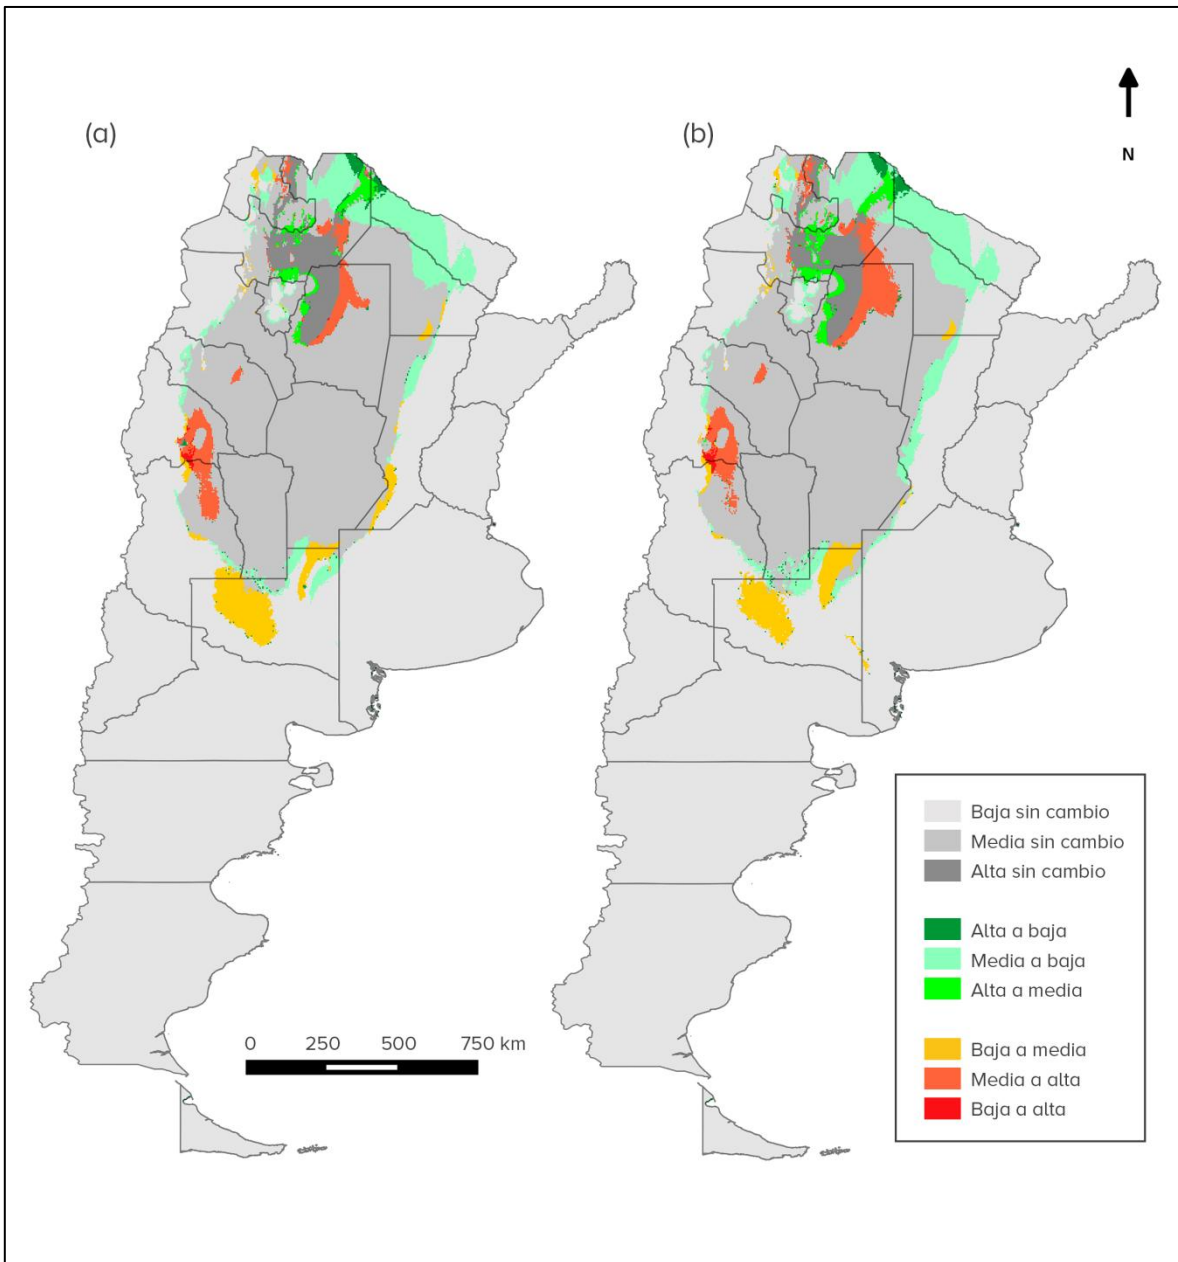 (a)
(b)
N
Baja sin cambio
Media sin cambio
Alta sin cambio
Alta a baja
Media a baja
Alta a media
Baja a media
Media a alta
Baja a alta
0 250 500 750 km